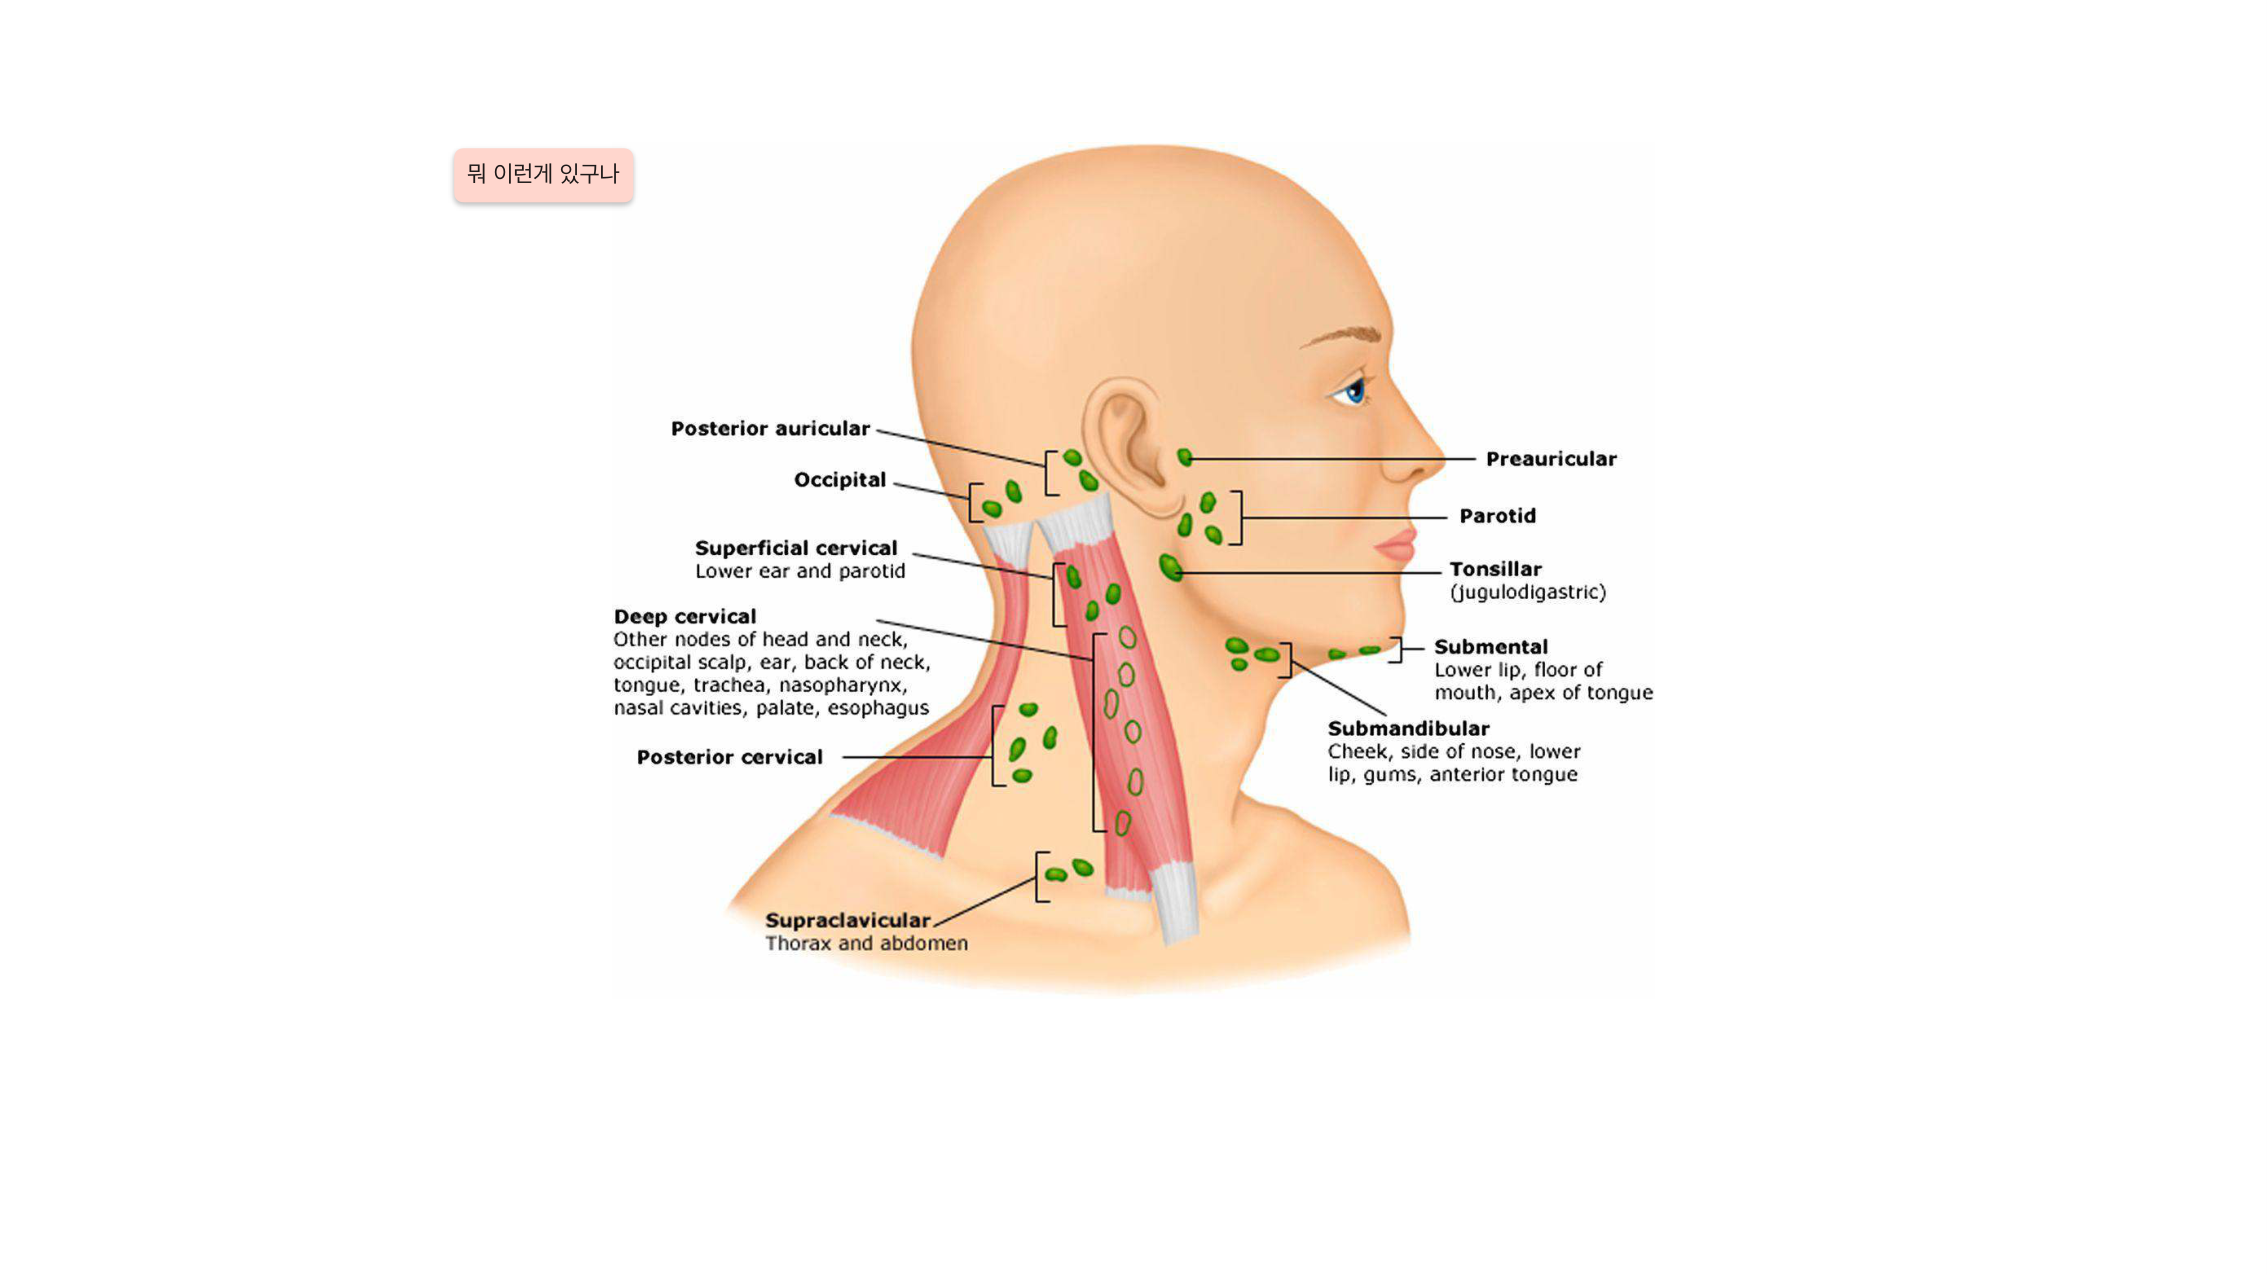 뭐 이런게 있구나
Posterior auricular
Occipital
Superficial cervical
Lower ear and parotid
Deep cervical
Other nodes of head and neck,
occipital scalp, ear, back of neck,
tongue, trachea, nasopharynx,
nasal cavities, palate, esophagus
Posterior cervical
Supraclavicular
Thorax and abdomen
Preauricular
Parotid
Tonsillar
(jugulodigastric)
Submental
Lower lip, floor of
mouth, apex of tongue
Submandibular
Cheek, side of nose, lower
lip, gums, anterior tongue